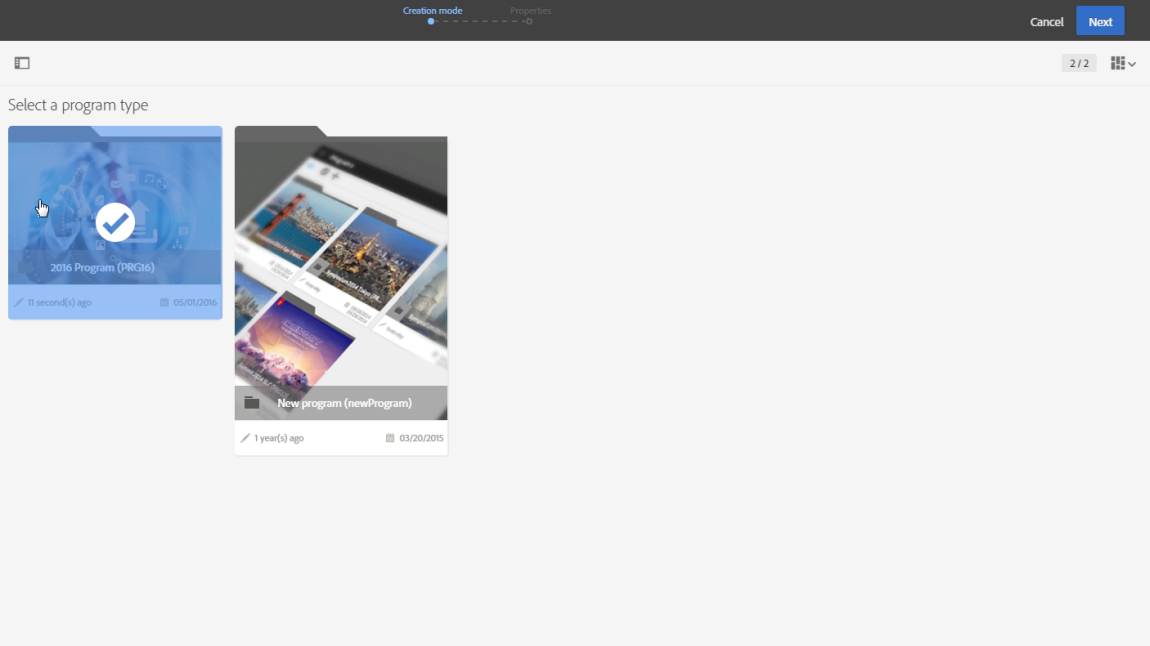 Creation mode
Properties
Cancel
Next
2 / 2
Select a program type
2016 Program (PRG16)
11 second(s) ago
05/01/2016
New program (newProgram)
1 year(s) ago
03/20/2015